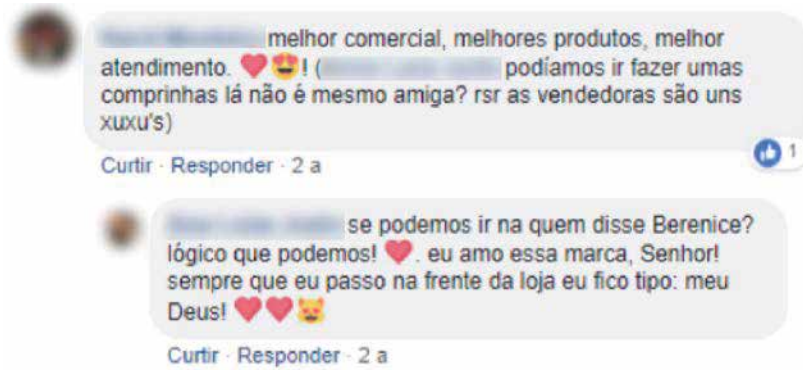 melhor comercial, melhores produtos, melhor
atendimento. ❤️😍! ( podíamos ir fazer umas
comprinhas lá não é mesmo amiga? rsr as vendedoras são uns
xuxu's)
Curtir · Responder · 2 a
1
se podemos ir na quem disse Berenice?
lógico que podemos! ❤️. eu amo essa marca, Senhor!
sempre que eu passo na frente da loja eu fico tipo: meu
Deus! ❤️❤️😻
Curtir · Responder · 2 a